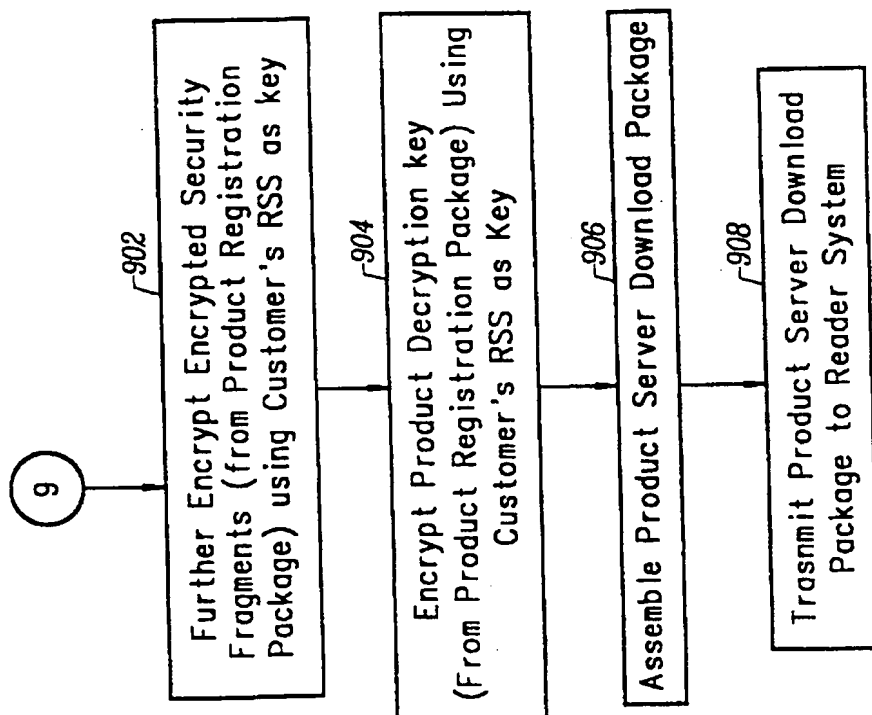 9
902
Further Encrypt Encrypted Security
Fragments (from Product Registration
Package) using Customer's RSS as key
904
Encrypt Product Decryption key
(From Product Registration Package) Using
Customer's RSS as Key
906
Assemble Product Server Download Package
908
Trasnmit Product Server Download
Package to Reader System